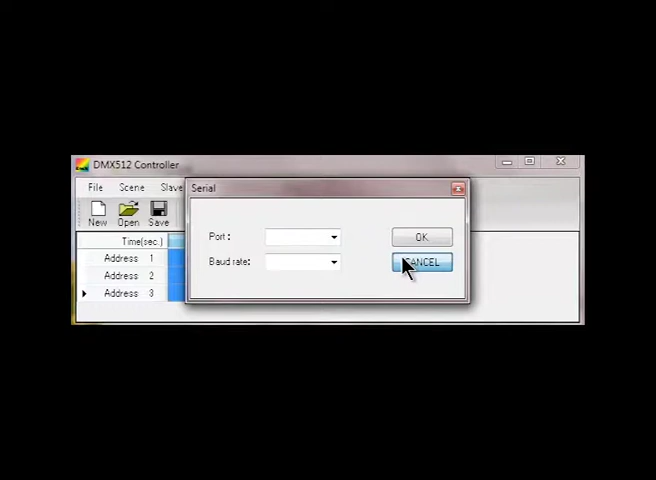 DMX512 Controller
File Scene Slave
Serial
New Open Save
Port :
OK
Time(sec.)
Address 1
Baud rate:
CANCEL
Address 2
Address 3